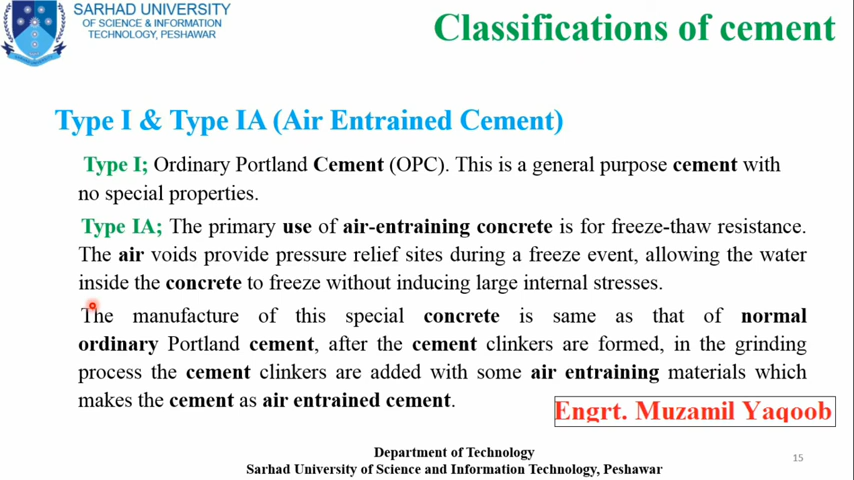 SARHAD UNIVERSITY
OF SCIENCE & INFORMATION
TECHNOLOGY, PESHAWAR
Classifications of cement
Type I & Type IA (Air Entrained Cement)
Type I; Ordinary Portland Cement (OPC). This is a general purpose cement with
no special properties.
Type IA; The primary use of air-entraining concrete is for freeze-thaw resistance.
The air voids provide pressure relief sites during a freeze event, allowing the water
inside the concrete to freeze without inducing large internal stresses.
The manufacture of this special concrete is same as that of normal
ordinary Portland cement, after the cement clinkers are formed, in the grinding
process the cement clinkers are added with some air entraining materials which
makes the cement as air entrained cement.
Engrt. Muzamil Yaqoob
Department of Technology
Sarhad University of Science and Information Technology, Peshawar
15